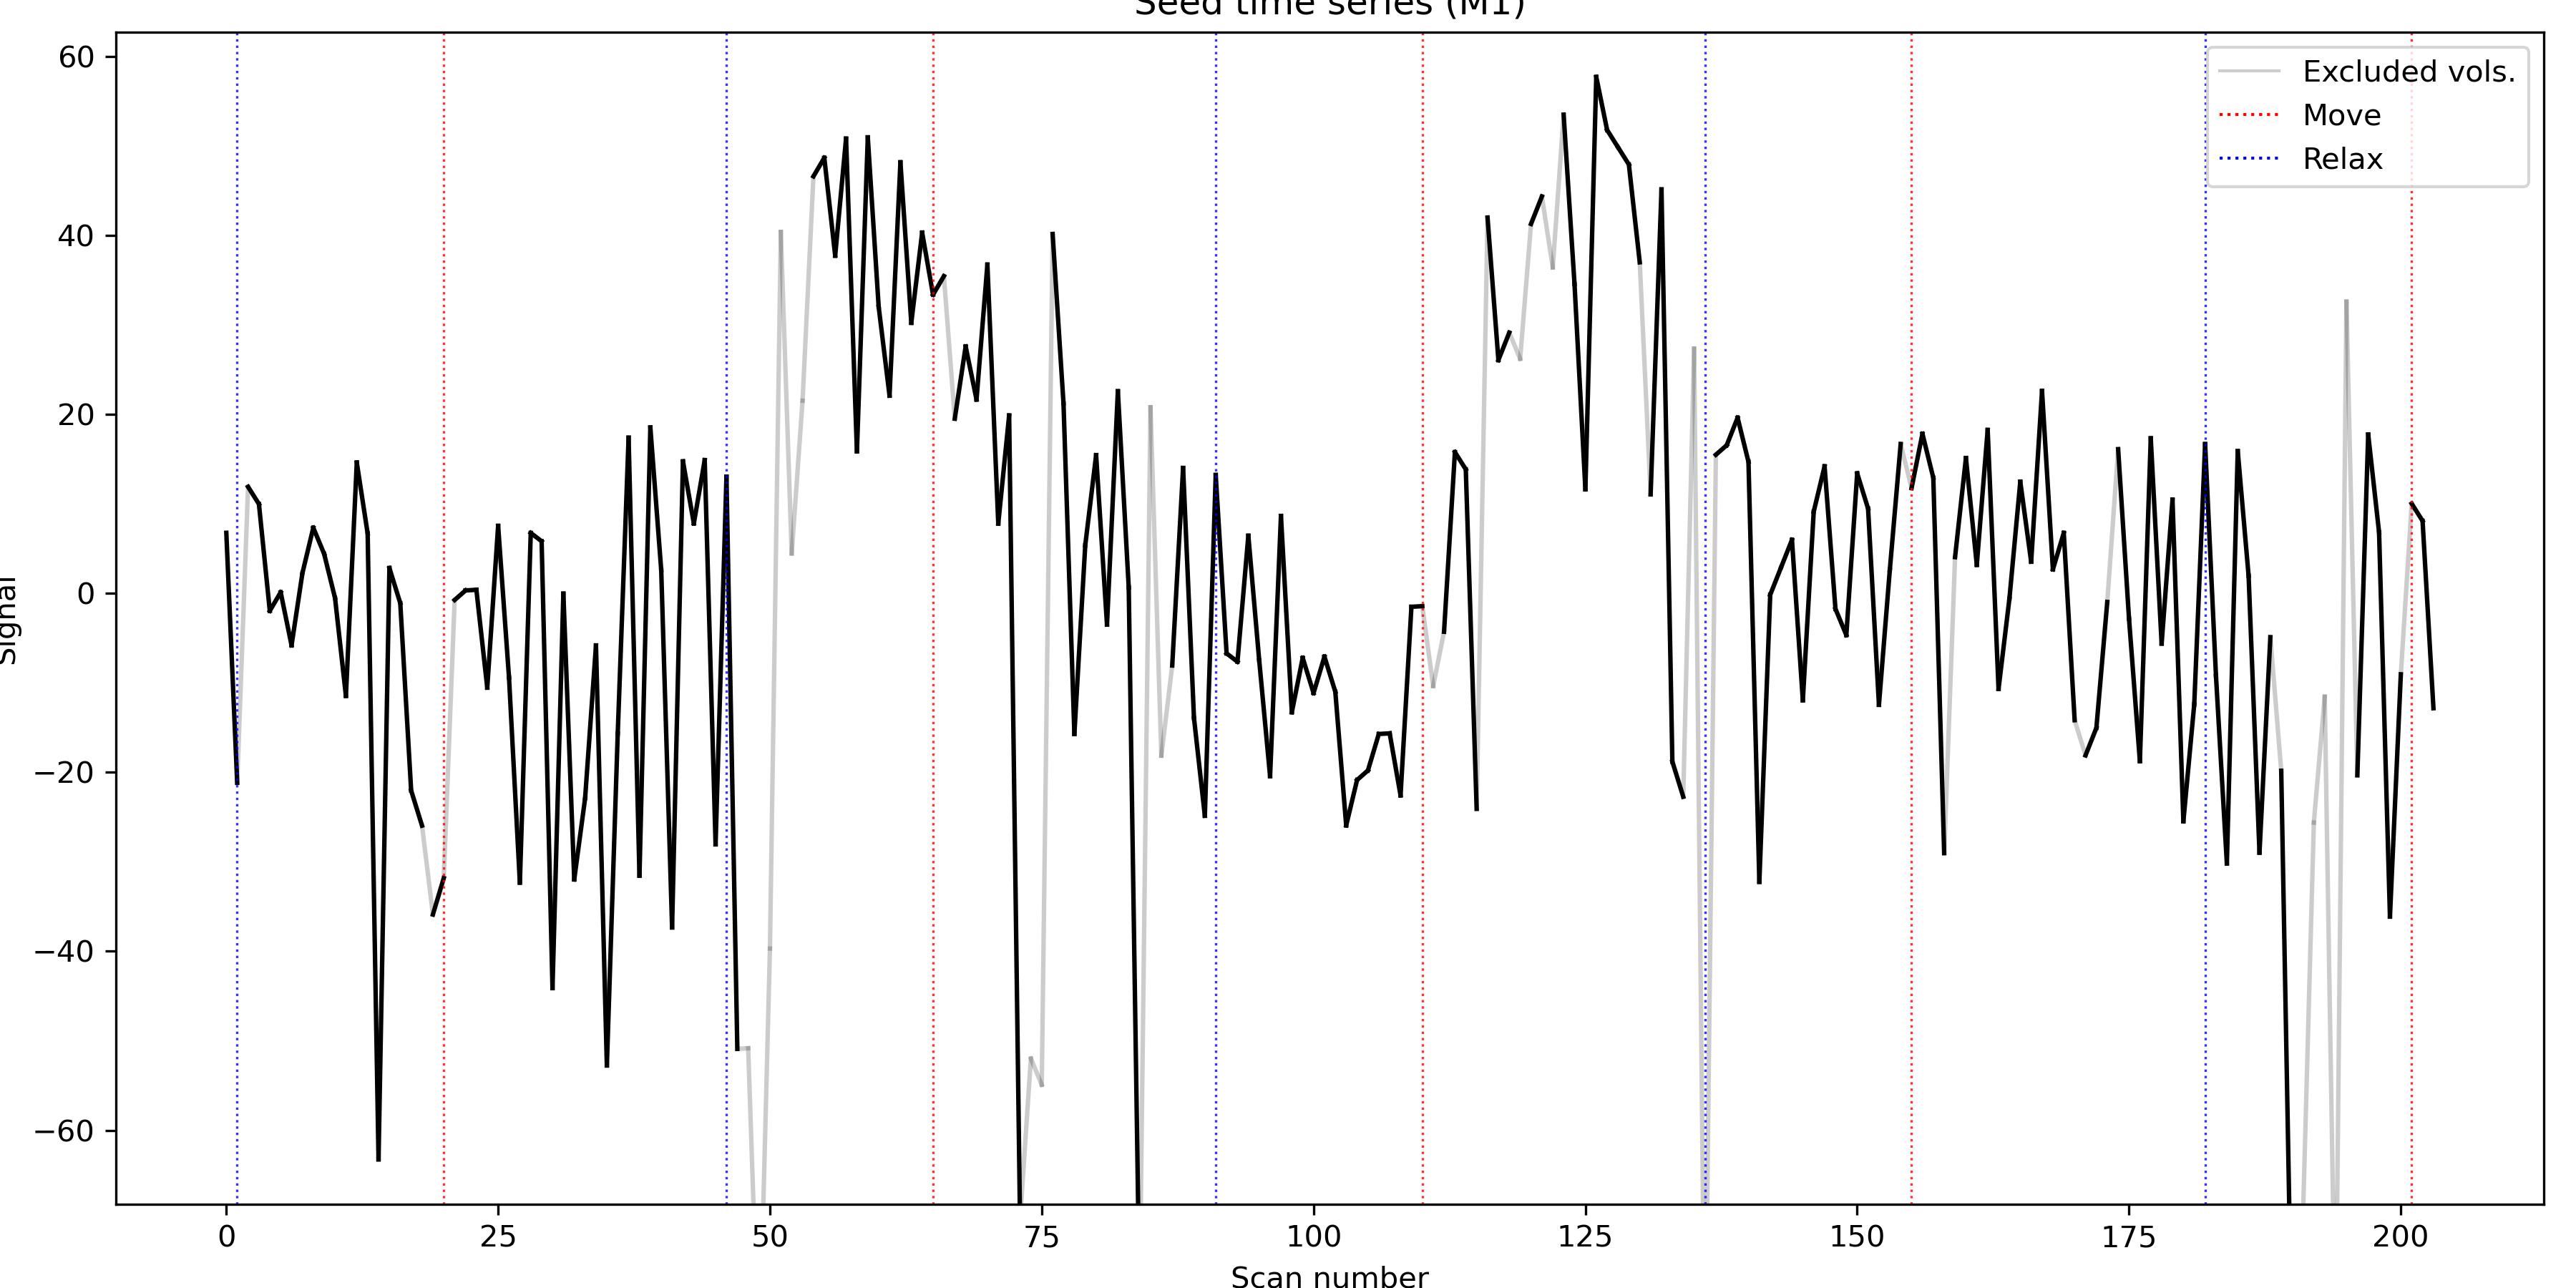 Seed time series (M1)
60
40
20
0
−20
−40
−60
Signal
0 25 50 75 100 125 150 175 200
Scan number
Excluded vols.
Move
Relax